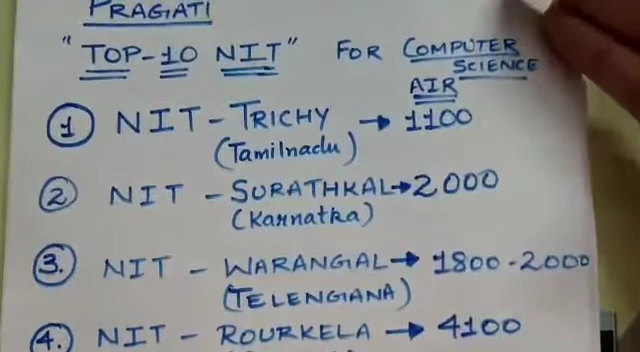 PRAGATI
"TOP-10 NIT" FOR COMPUTER
SCIENCE
AIR
1 NIT-TRICHY → 1100
(Tamilnadu)
2 NIT - SURATHKAL→2000
(Karnatka)
3. NIT - WARANGAL → 1800-2000
(TELENGANA)
4. NIT - ROURKELA → 4100